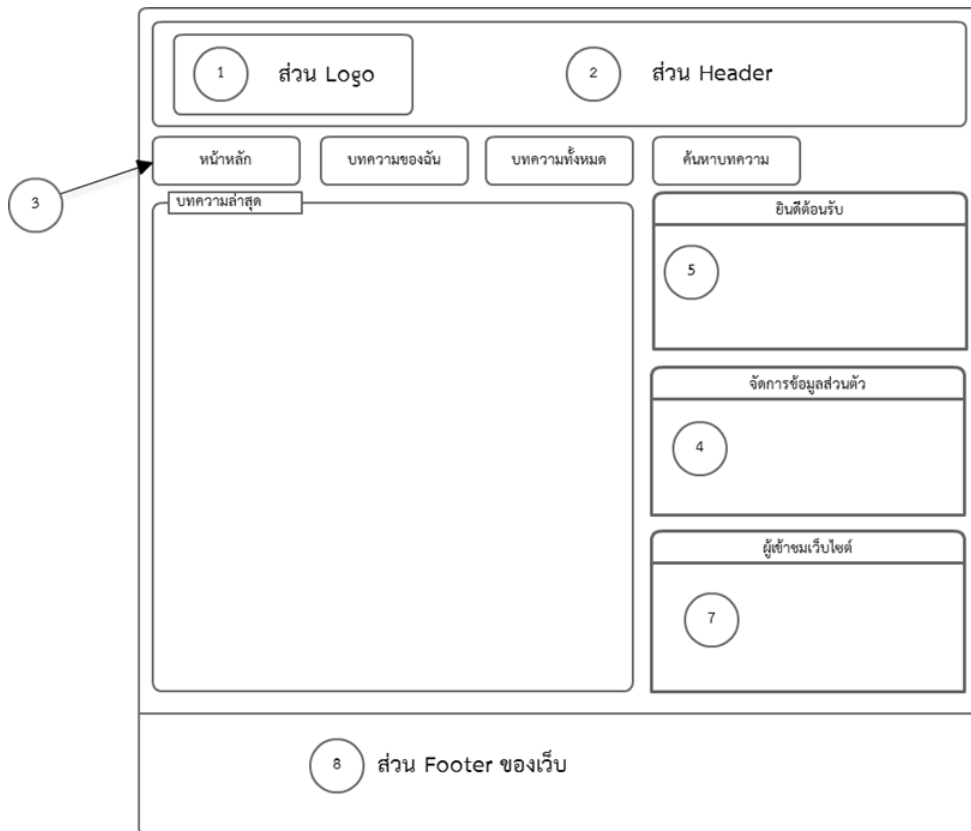 1 ส่วน Logo
2 ส่วน Header
หน้าหลัก
บทความของฉัน
บทความทั้งหมด
ค้นหาบทความ
3
บทความล่าสุด
ยินดีต้อนรับ
5
จัดการข้อมูลส่วนตัว
4
ผู้เข้าชมเว็บไซต์
7
8 ส่วน Footer ของเว็บ